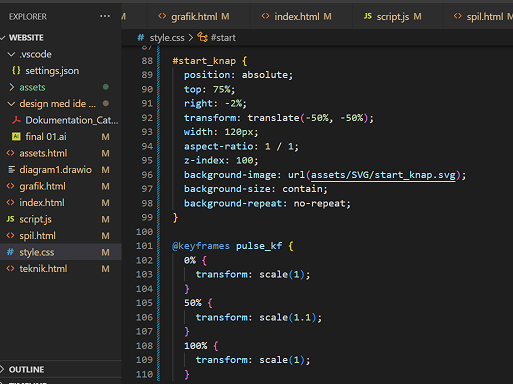 EXPLORER
WEBSITE
.vscode
settings.json
assets
design med ide ...
Dokumentation_Cat...
final 01.ai M
assets.html M
diagram1.drawio M
grafik.html M
index.html M
script.js M
spil.html M
style.css M
teknik.html M
OUTLINE
M grafik.html M index.html M script.js M spil.html M
style.css > #start
87
88 #start_knap {
89 position: absolute;
90 top: 75%;
91 right: -2%;
92 transform: translate(-50%, -50%);
93 width: 120px;
94 aspect-ratio: 1 / 1;
95 z-index: 100;
96 background-image: url(assets/SVG/start_knap.svg);
97 background-size: contain;
98 background-repeat: no-repeat;
99 }
100
101 @keyframes pulse_kf {
102 0% {
103 transform: scale(1);
104 }
105 50% {
106 transform: scale(1.1);
107 }
108 100% {
109 transform: scale(1);
110 }